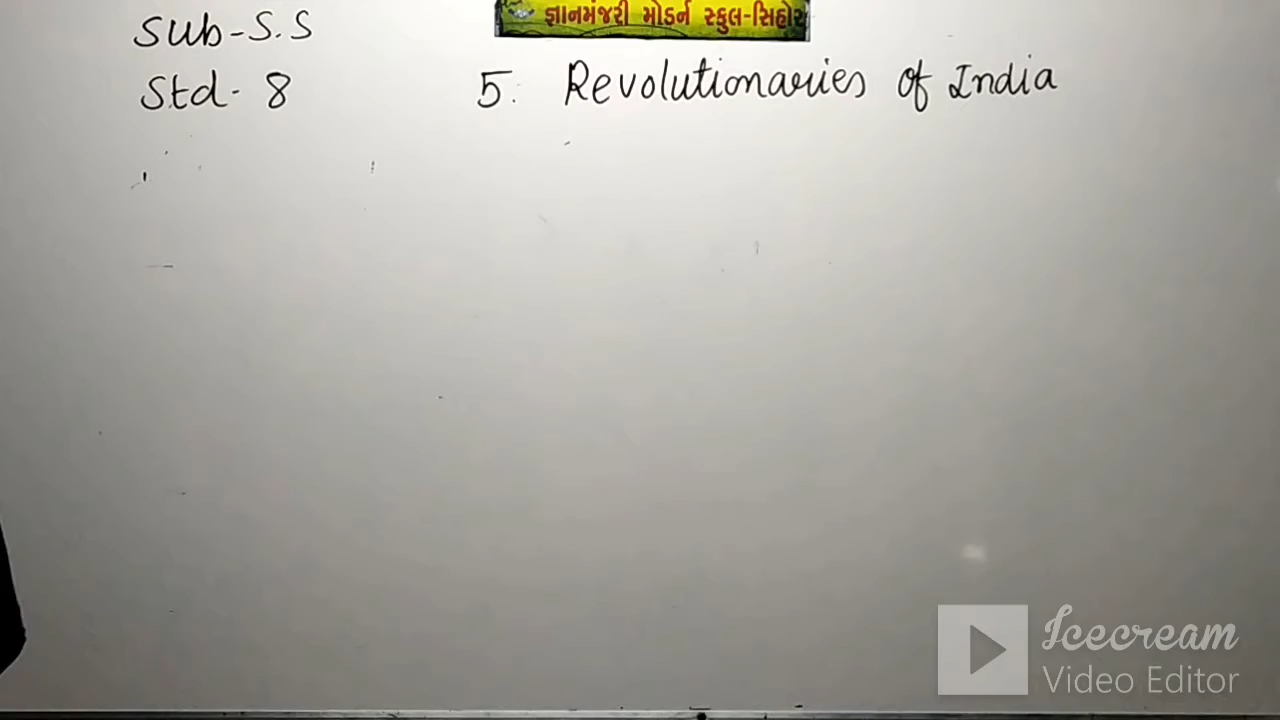 Sub-S.S
જ્ઞાનમંજરી મોડર્ન સ્કુલ-સિહોર
Std- 8
5. Revolutionaries of India
Icecream
Video Editor